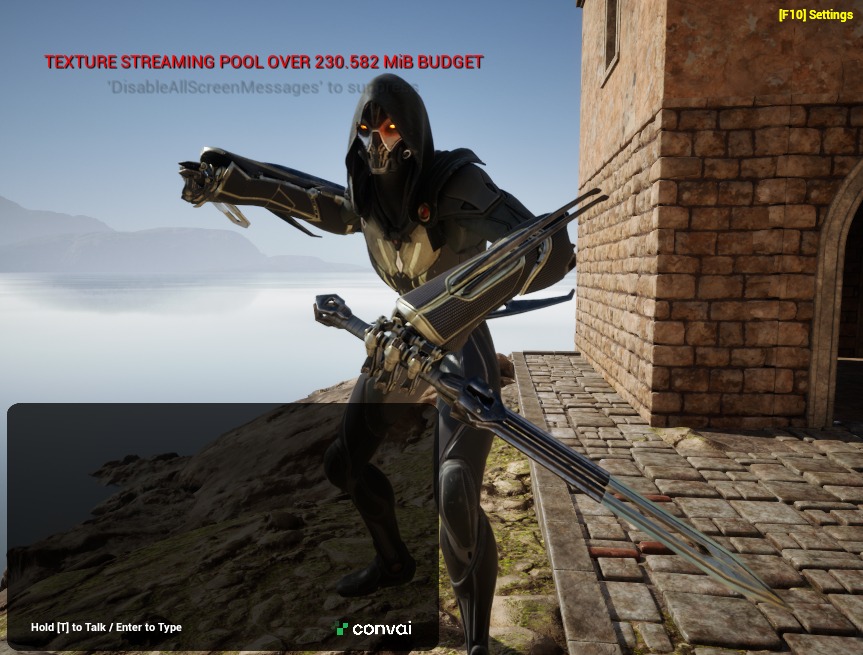 [F10] Settings
TEXTURE STREAMING POOL OVER 230.582 MiB BUDGET
'DisableAllScreenMessages' to suppress
Hold [T] to Talk / Enter to Type
convai